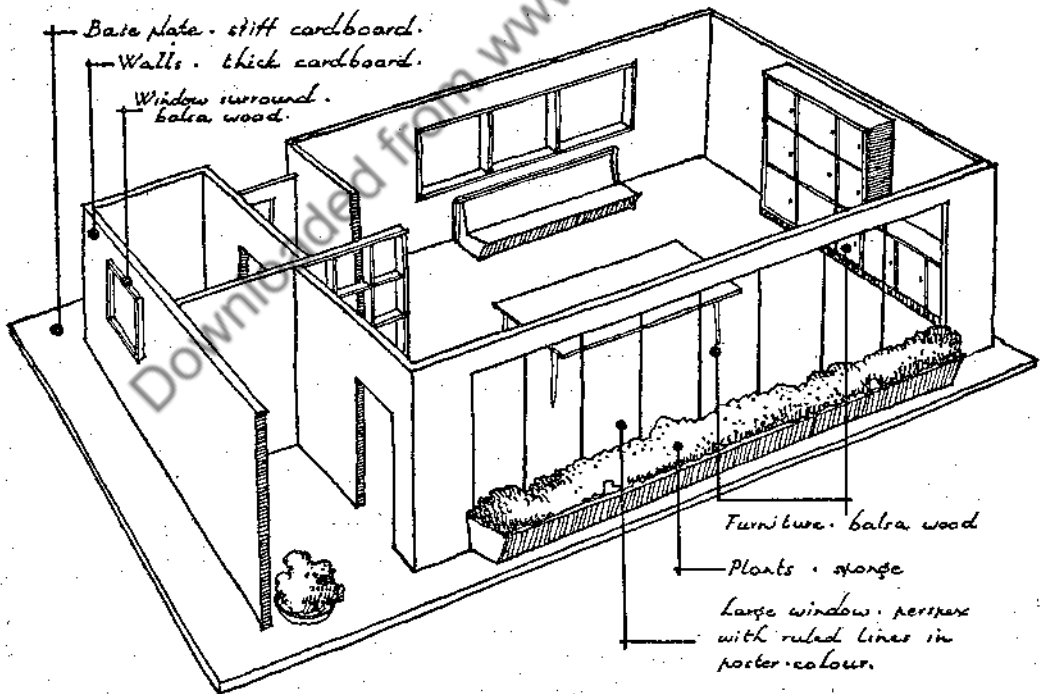 Base plate . stiff cardboard.
Walls . thick cardboard.
Window surround .
balsa wood.
Downloaded from www
Furniture . balsa wood
Plants . sponge
Large window . perspex
with ruled lines in
poster-colour.